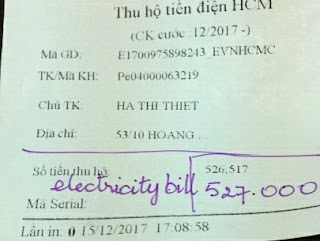 Thu hộ tiền điện HCM
(CK cước .12/2017 -)
Mã GD: E1700975898243_EVNHCMC
TK/Mã KH: Pe04000063219
Chủ TK: HA THI THIET
Địa chỉ: 53/10 HOANG ...
Số tiền thu hộ: 526,517
electricity bill 527.000
Mã Serial:
Lần in: 0 15/12/2017 17:08:58